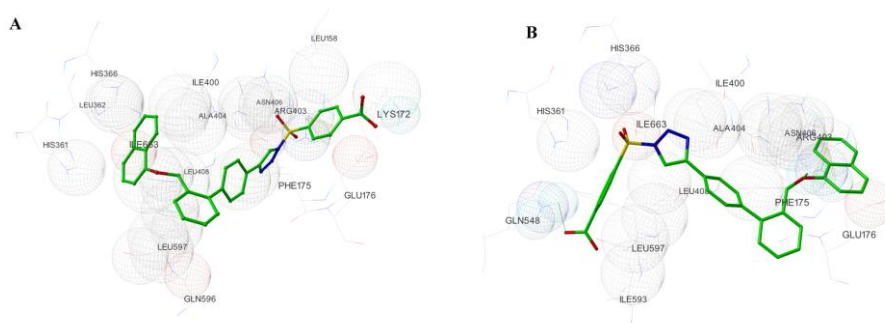 A
LEU158
HIS366
ILE400
LYS172
LEU362
ASN406
ARG403
ALA404
HIS361
ILE663
LEU408
PHE175
GLU176
LEU597
GLN596
B
HIS366
ILE400
HIS361
ILE663
ALA404
ASN406
ARG403
LEU408
PHE175
GLN548
GLU176
LEU597
ILE593